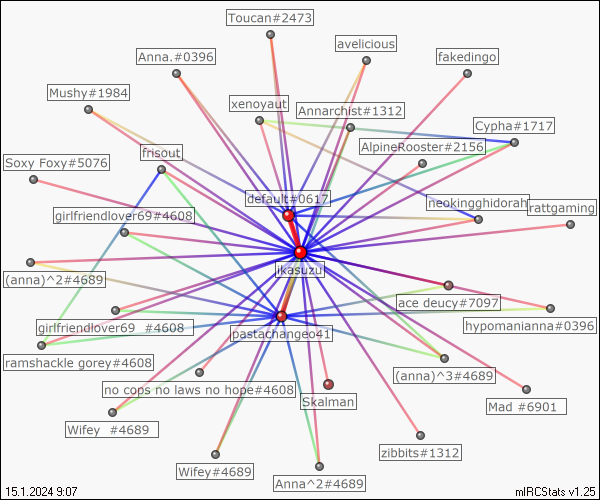 Toucan#2473
avelicious
Anna.#0396
fakedingo
Mushy#1984
xenoyaut
Annarchist#1312
Cypha#1717
AlpineRooster#2156
frisout
Soxy Foxy#5076
default#0617
neokingghidorah
rattgaming
girlfriendlover69#4608
ikasuzu
(anna)^2#4689
ace deucy#7097
hypomanianna#0396
girlfriendlover69_ #4608
pastachangeo41
ramshackle gorey#4608
(anna)^3#4689
no cops no laws no hope#4608
Skalman
Mad #6901
Wifey #4689
zibbits#1312
Wifey#4689
Anna^2#4689
15.1.2024 9:07
mIRCStats v1.25